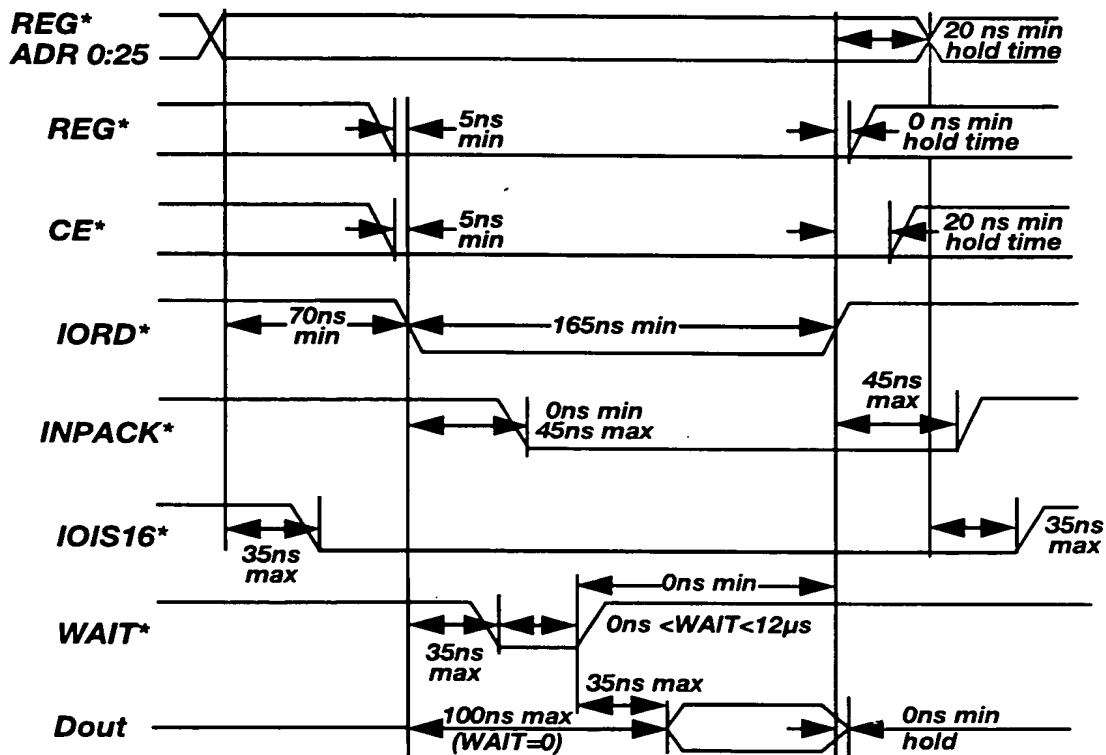 REG*
ADR 0:25
20 ns min
hold time
REG*
5ns
min
0 ns min
hold time
CE*
5ns
min
20 ns min
hold time
IORD*
70ns
min
165ns min
INPACK*
0ns min
45ns max
45ns
max
IOIS16*
35ns
max
35ns
max
WAIT*
35ns
max
0ns min
0ns <WAIT<12µs
Dout
35ns max
100ns max
(WAIT=0)
0ns min
hold